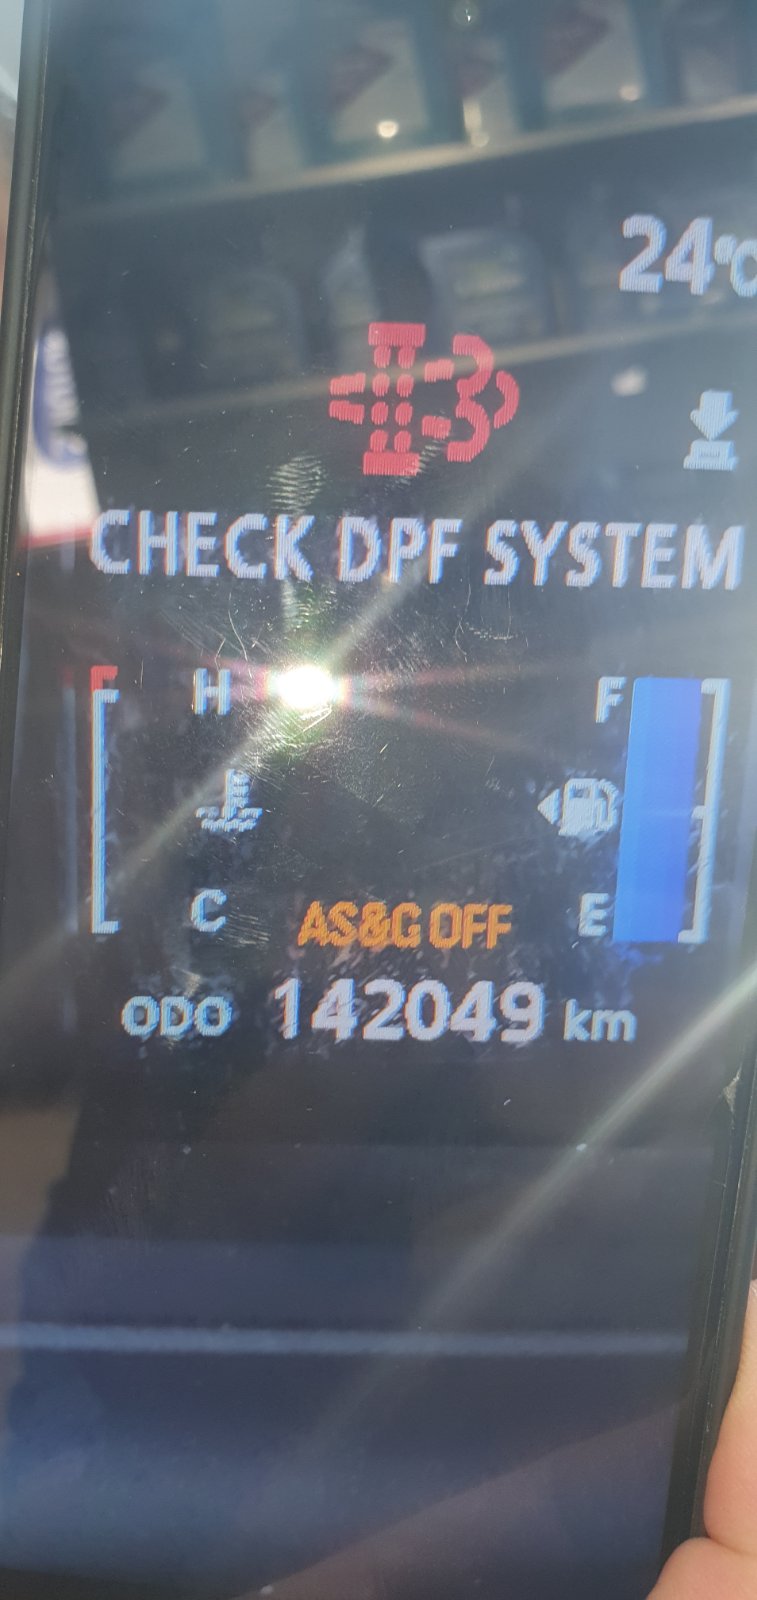 24°C
CHECK DPF SYSTEM
H F
C AS&G OFF E
ODO 142049 km